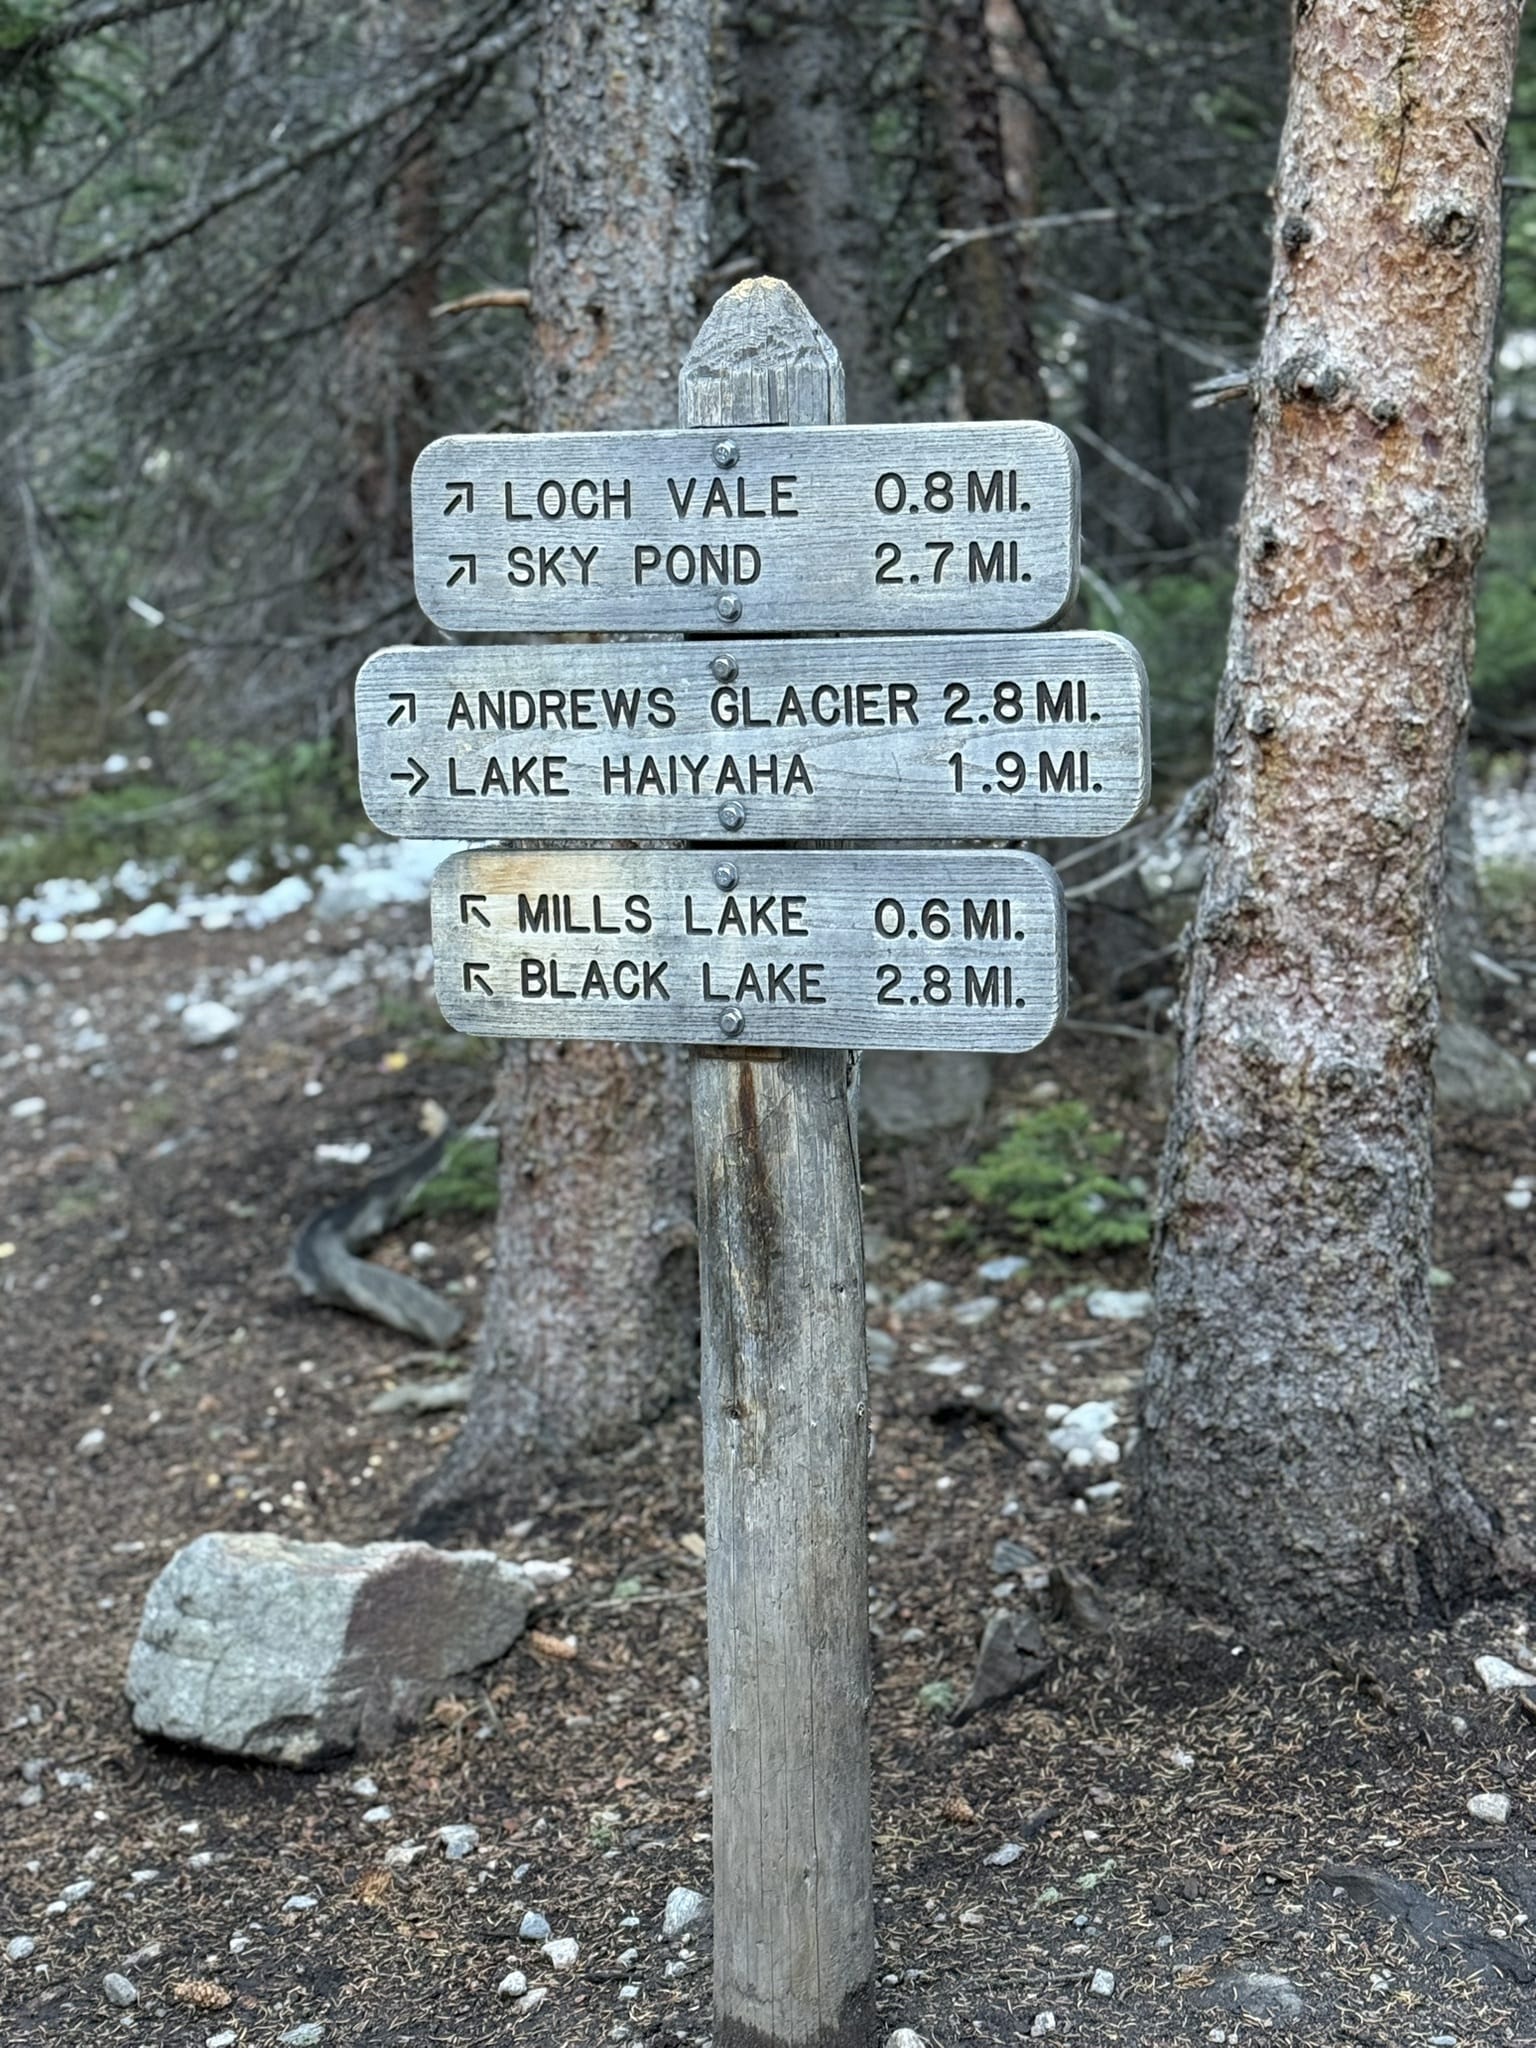 ↗ LOCH VALE 0.8 MI.
↗ SKY POND 2.7 MI.
↗ ANDREWS GLACIER 2.8 MI.
→ LAKE HAIYAHA 1.9 MI.
↖ MILLS LAKE 0.6 MI.
↖ BLACK LAKE 2.8 MI.